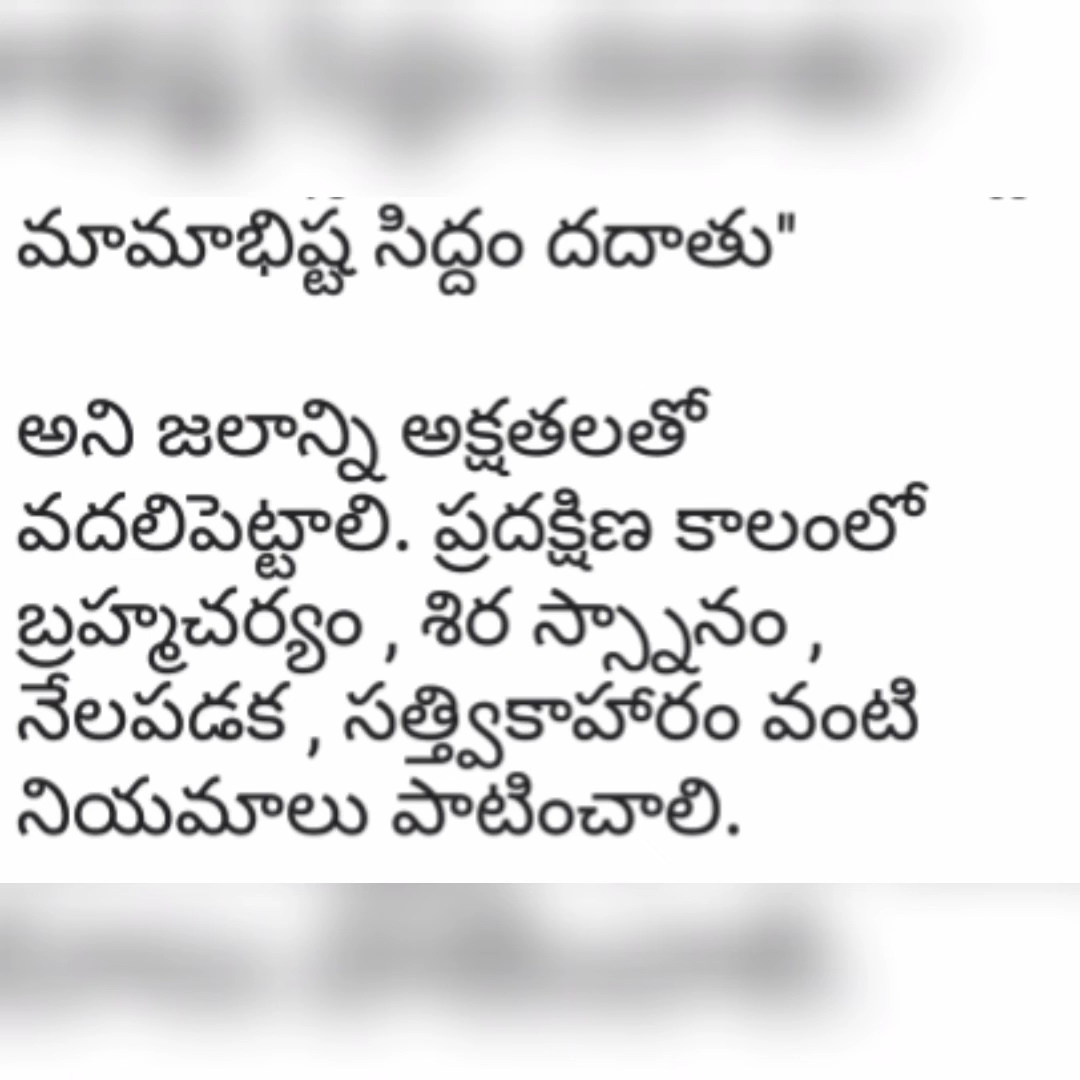 మామాభిష్ట సిద్దం దదాతు"
అని జలాన్ని అక్షతలతో
వదలిపెట్టాలి. ప్రదక్షిణ కాలంలో
బ్రహ్మచర్యం , శిర స్స్నానం ,
నేలపడక , సత్త్వికాహారం వంటి
నియమాలు పాటించాలి.